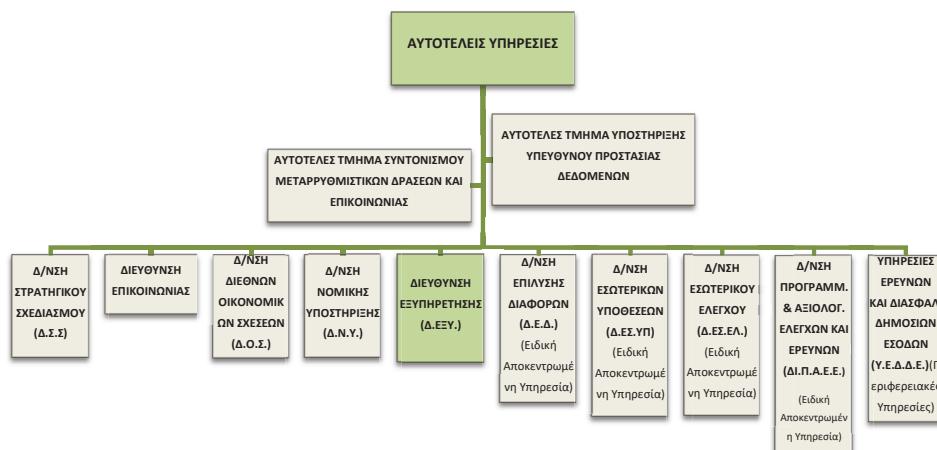 ΑΥΤΟΤΕΛΕΙΣ ΥΠΗΡΕΣΙΕΣ
ΑΥΤΟΤΕΛΕΣ ΤΜΗΜΑ ΥΠΟΣΤΗΡΙΞΗΣ
ΥΠΕΥΘΥΝΟΥ ΠΡΟΣΤΑΣΙΑΣ
ΔΕΔΟΜΕΝΩΝ
ΑΥΤΟΤΕΛΕΣ ΤΜΗΜΑ ΣΥΝΤΟΝΙΣΜΟΥ
ΜΕΤΑΡΡΥΘΜΙΣΤΙΚΩΝ ΔΡΑΣΕΩΝ ΚΑΙ
ΕΠΙΚΟΙΝΩΝΙΑΣ
Δ/ΝΣΗ
ΣΤΡΑΤΗΓΙΚΟΥ
ΣΧΕΔΙΑΣΜΟΥ
(Δ.Σ.Σ)
ΔΙΕΥΘΥΝΣΗ
ΕΠΙΚΟΙΝΩΝΙΑΣ
Δ/ΝΣΗ
ΔΙΕΘΝΩΝ
ΟΙΚΟΝΟΜΙΚ
ΩΝ ΣΧΕΣΕΩΝ
(Δ.Ο.Σ.)
Δ/ΝΣΗ
ΝΟΜΙΚΗΣ
ΥΠΟΣΤΗΡΙΞΗΣ
(Δ.Ν.Υ.)
ΔΙΕΥΘΥΝΣΗ
ΕΞΥΠΗΡΕΤΗΣΗΣ
(Δ.ΕΞΥ.)
Δ/ΝΣΗ
ΕΠΙΛΥΣΗΣ
ΔΙΑΦΟΡΩΝ
(Δ.Ε.Δ.)
(Ειδική
Αποκεντρωμέ
νη Υπηρεσία)
Δ/ΝΣΗ
ΕΣΩΤΕΡΙΚΩΝ
ΥΠΟΘΕΣΕΩΝ
(Δ.ΕΣ.ΥΠ)
(Ειδική
Αποκεντρωμέ
νη Υπηρεσία)
Δ/ΝΣΗ
ΕΣΩΤΕΡΙΚΟΥ
ΕΛΕΓΧΟΥ
(Δ.ΕΣ.ΕΛ.)
(Ειδική
Αποκεντρωμέ
νη Υπηρεσία)
Δ/ΝΣΗ
ΠΡΟΓΡΑΜΜ.
& ΑΞΙΟΛΟΓ.
ΕΛΕΓΧΩΝ ΚΑΙ
ΕΡΕΥΝΩΝ
(ΔΙ.Π.Α.Ε.Ε.)
(Ειδική
Αποκεντρωμέν
η Υπηρεσία)
ΥΠΗΡΕΣΙΕΣ
ΕΡΕΥΝΩΝ
ΚΑΙ ΔΙΑΣΦΑΛ
ΔΗΜΟΣΙΩΝ
ΕΣΟΔΩΝ
(Υ.Ε.Δ.Δ.Ε.)(Π
εριφερειακές
Υπηρεσίες)